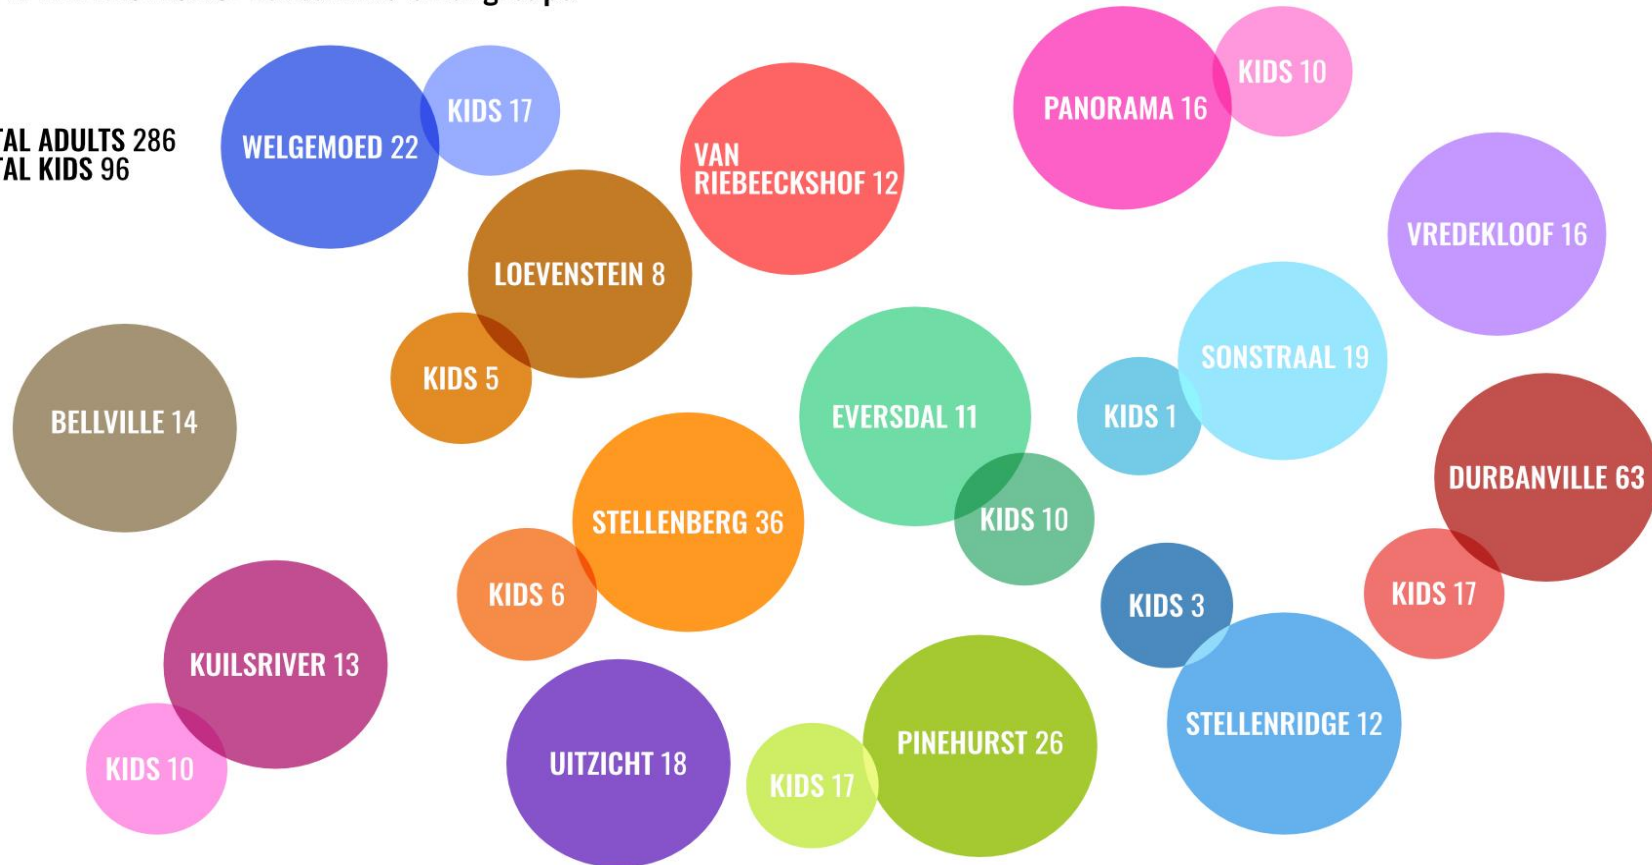 TAL ADULTS 286
TAL KIDS 96
WELGEMOED 22
KIDS 17
VAN
RIEBEECKSHOF 12
PANORAMA 16
KIDS 10
VREDEKLOOF 16
LOEVENSTEIN 8
KIDS 5
BELLVILLE 14
EVERSDAL 11
KIDS 10
SONSTRAAL 19
KIDS 1
DURBANVILLE 63
KIDS 17
STELLENBERG 36
KIDS 6
KIDS 3
STELLENRIDGE 12
KUILSRIVER 13
KIDS 10
UITZICHT 18
KIDS 17
PINEHURST 26